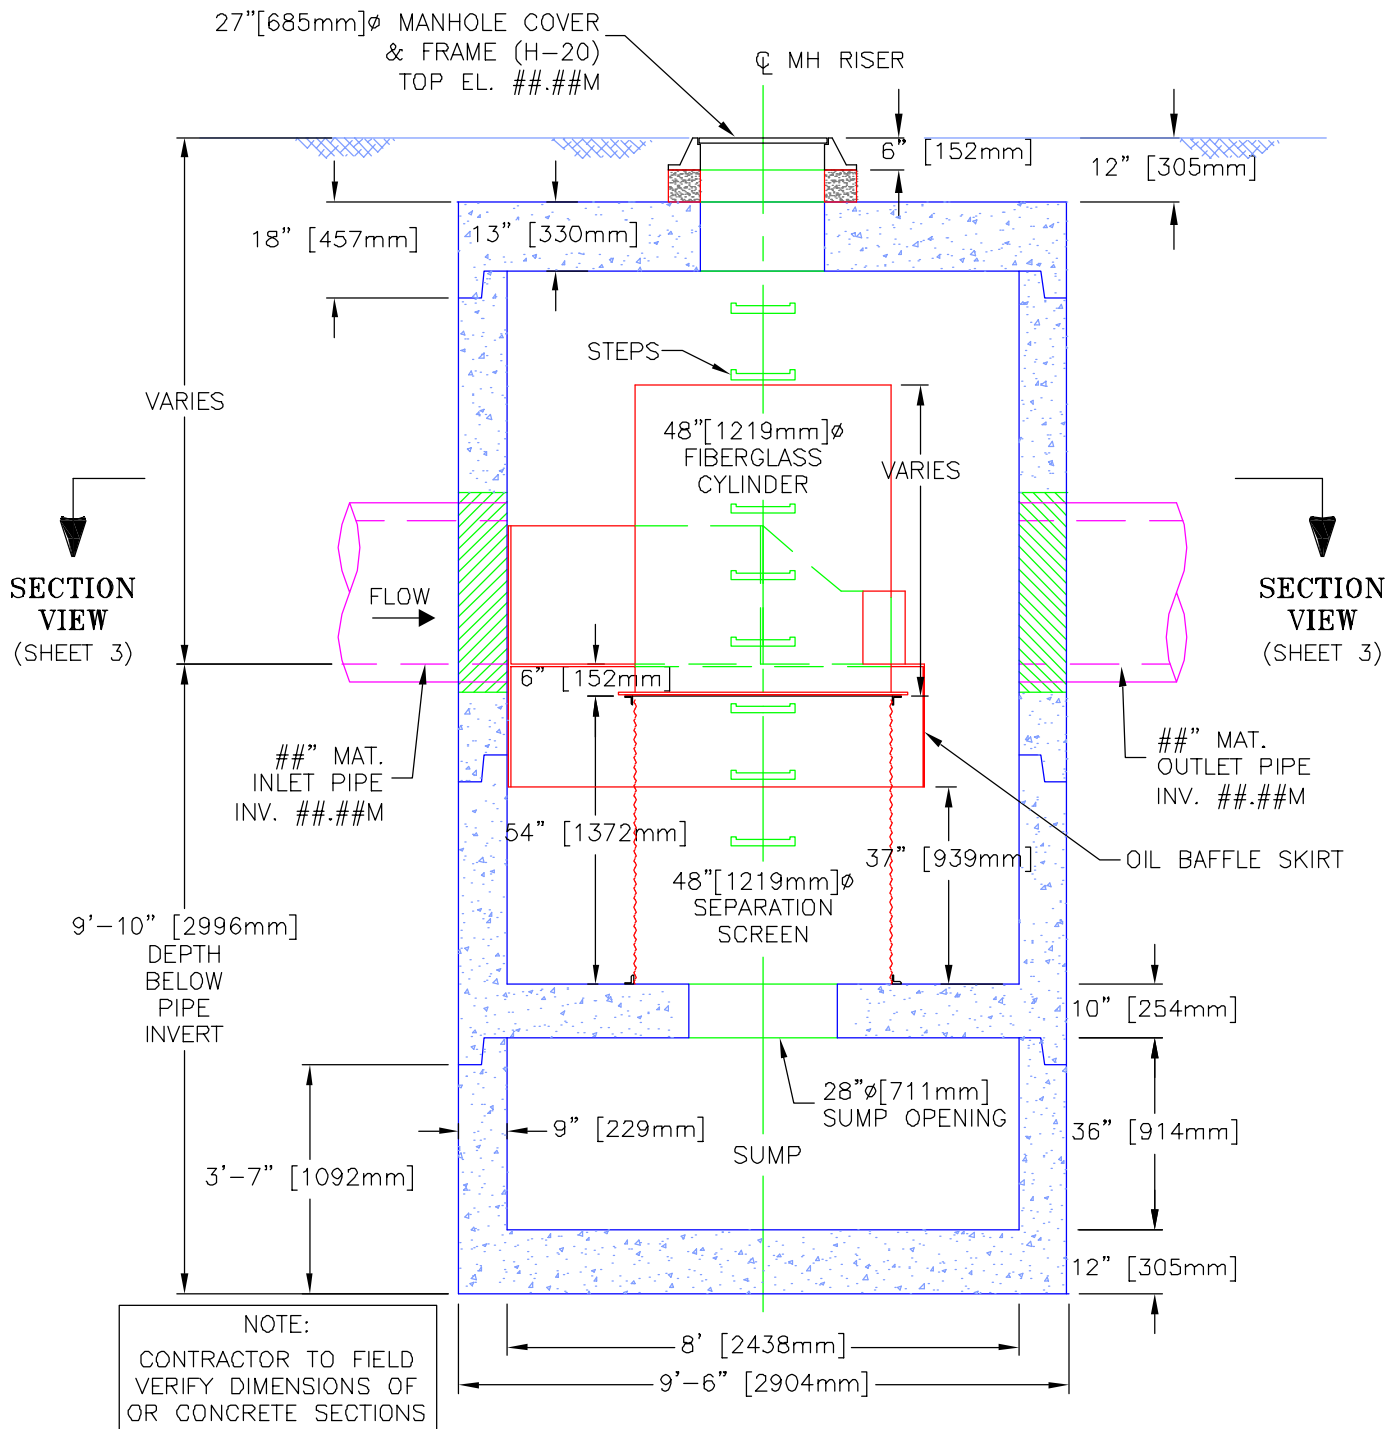 27"[685mm]ø MANHOLE COVER
& FRAME (H-20)
TOP EL. ##.##M
℄ MH RISER
6" [152mm]
12" [305mm]
18" [457mm]
13" [330mm]
STEPS
VARIES
48"[1219mm]ø
FIBERGLASS
CYLINDER
VARIES
SECTION
VIEW
(SHEET 3)
FLOW
SECTION
VIEW
(SHEET 3)
6" [152mm]
##" MAT.
INLET PIPE
INV. ##.##M
##" MAT.
OUTLET PIPE
INV. ##.##M
54" [1372mm]
37" [939mm]
OIL BAFFLE SKIRT
48"[1219mm]ø
SEPARATION
SCREEN
9'-10" [2996mm]
DEPTH
BELOW
PIPE
INVERT
10" [254mm]
28"ø[711mm]
SUMP OPENING
9" [229mm]
36" [914mm]
SUMP
3'-7" [1092mm]
12" [305mm]
NOTE:
CONTRACTOR TO FIELD
VERIFY DIMENSIONS OF
OR CONCRETE SECTIONS
8' [2438mm]
9'-6" [2904mm]